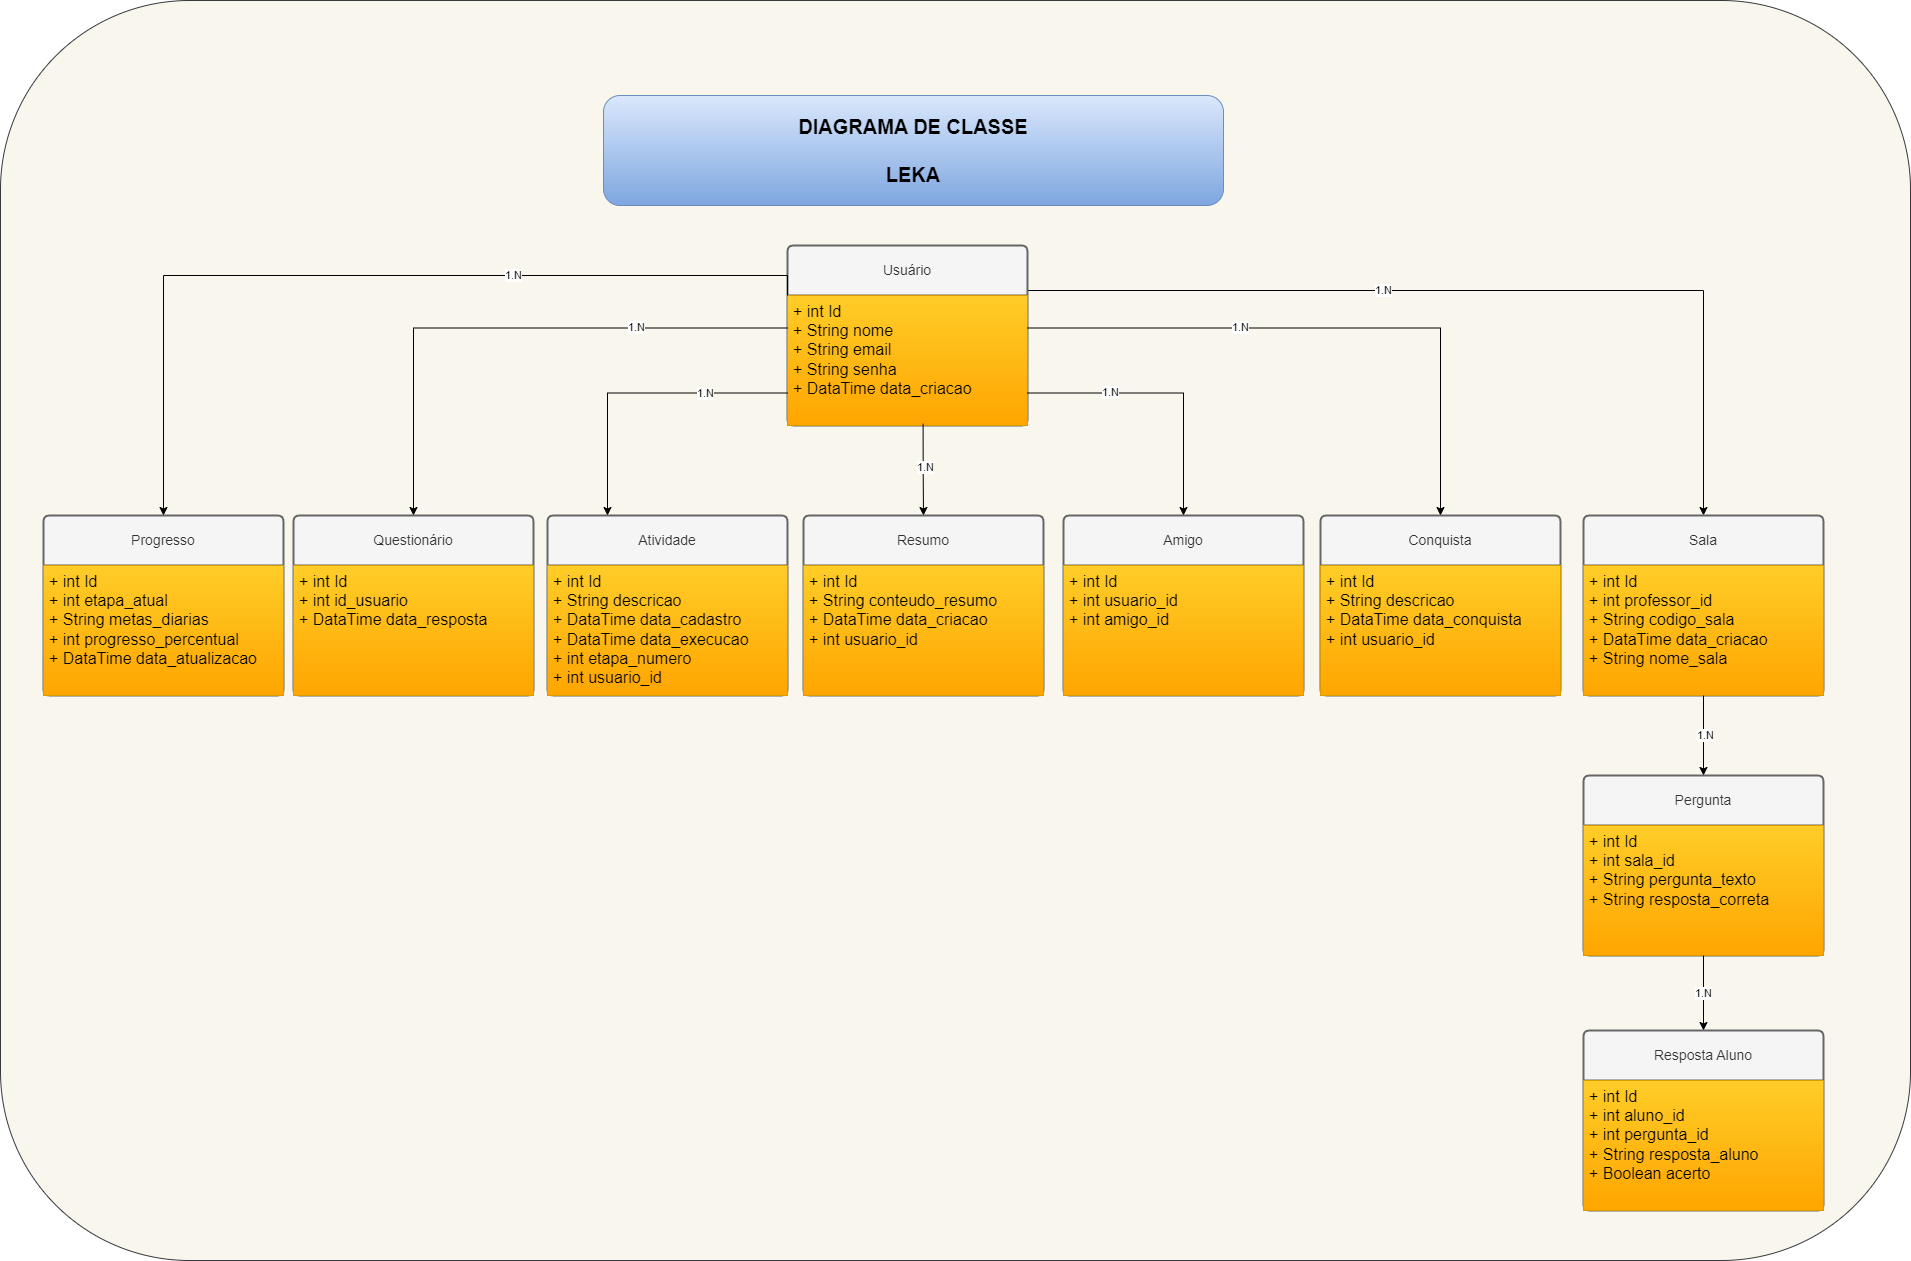 DIAGRAMA DE CLASSE
LEKA
Usuário
+ int Id
+ String nome
+ String email
+ String senha
+ DataTime data_criacao
1.N
1.N
1.N
1.N
1.N
1.N
1.N
Progresso
+ int Id
+ int etapa_atual
+ String metas_diarias
+ int progresso_percentual
+ DataTime data_atualizacao
Questionário
+ int Id
+ int id_usuario
+ DataTime data_resposta
Atividade
+ int Id
+ String descricao
+ DataTime data_cadastro
+ DataTime data_execucao
+ int etapa_numero
+ int usuario_id
Resumo
+ int Id
+ String conteudo_resumo
+ DataTime data_criacao
+ int usuario_id
Amigo
+ int Id
+ int usuario_id
+ int amigo_id
Conquista
+ int Id
+ String descricao
+ DataTime data_conquista
+ int usuario_id
Sala
+ int Id
+ int professor_id
+ String codigo_sala
+ DataTime data_criacao
+ String nome_sala
1.N
Pergunta
+ int Id
+ int sala_id
+ String pergunta_texto
+ String resposta_correta
1.N
Resposta Aluno
+ int Id
+ int aluno_id
+ int pergunta_id
+ String resposta_aluno
+ Boolean acerto